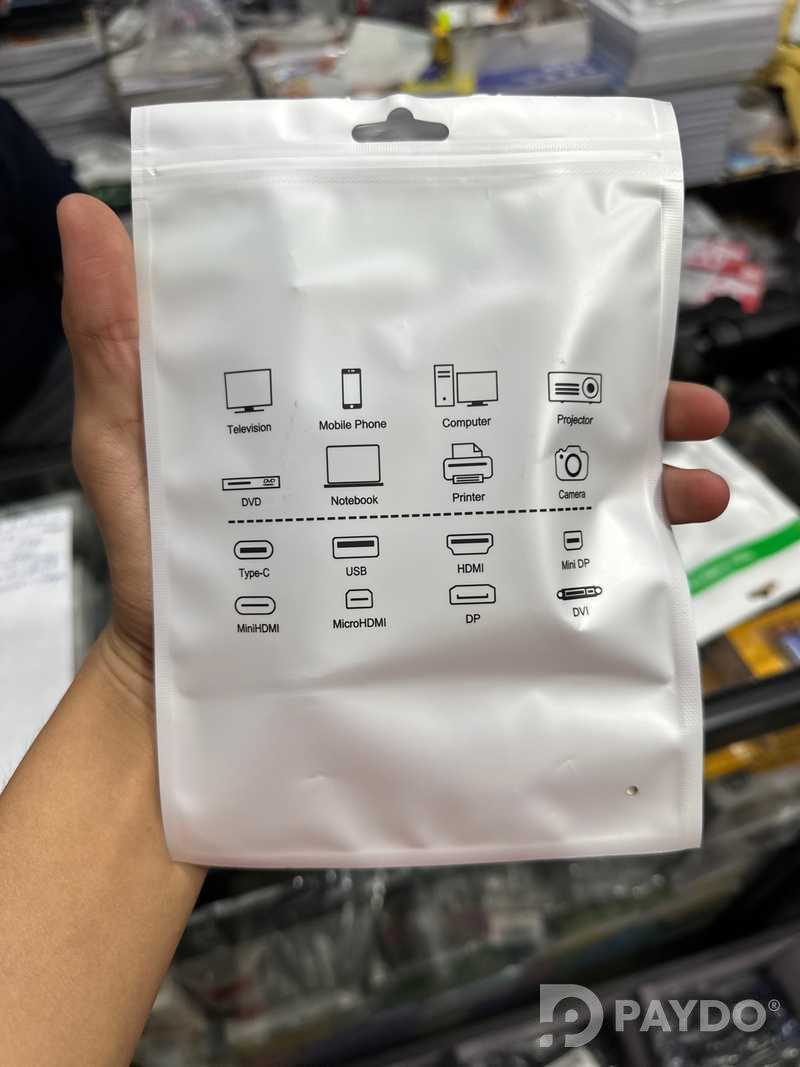 Television Mobile Phone Computer Projector
DVD
DVD Notebook Printer Camera
Type-C USB HDMI Mini DP
MiniHDMI MicroHDMI DP DVI
PAYDO®